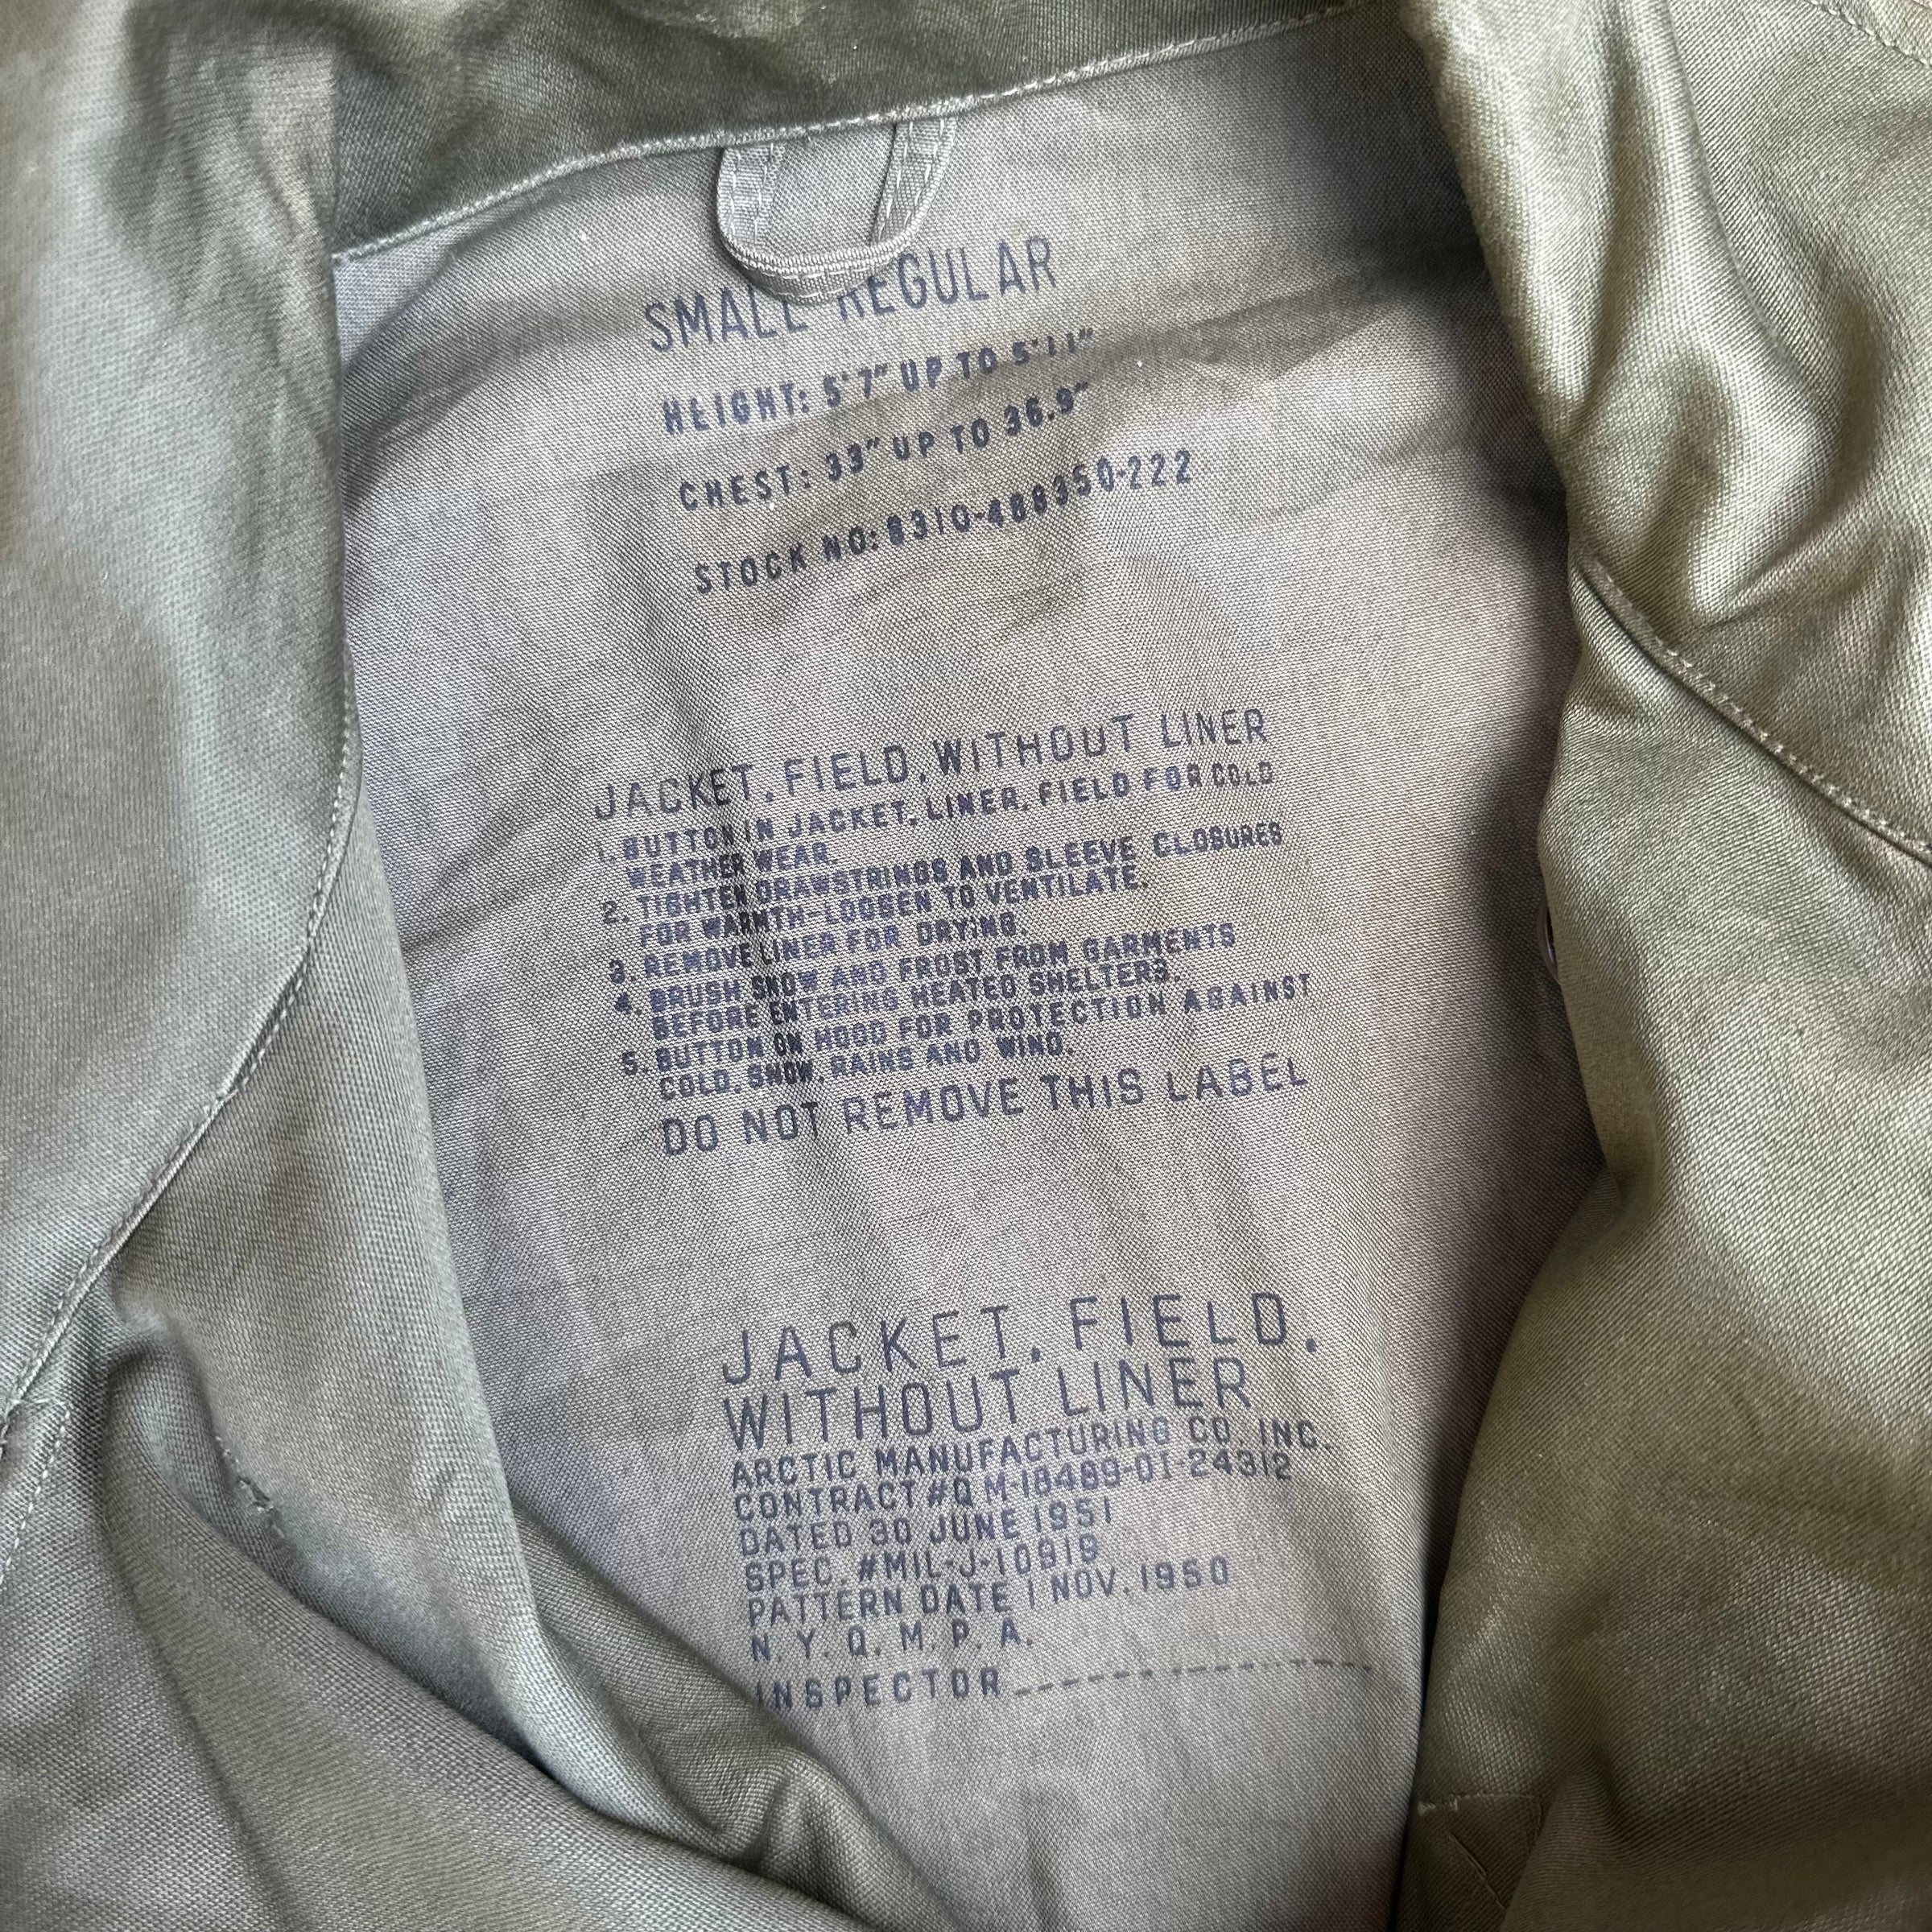 SMALL REGULAR
HEIGHT: 5'7" UP TO 5'11"
CHEST: 33" UP TO 36.9"
STOCK NO: 8310-488350-222
JACKET, FIELD, WITHOUT LINER
1. BUTTON IN JACKET, LINER, FIELD FOR COLD
WEATHER WEAR.
2. TIGHTEN DRAWSTRINGS AND SLEEVE CLOSURES
FOR WARMTH-LOOSEN TO VENTILATE.
3. REMOVE LINER FOR DRYING.
4. BRUSH SNOW AND FROST FROM GARMENTS
BEFORE ENTERING HEATED SHELTERS.
5. BUTTON ON HOOD FOR PROTECTION AGAINST
COLD, SNOW, RAINS AND WIND.
DO NOT REMOVE THIS LABEL
JACKET, FIELD,
WITHOUT LINER
ARCTIC MANUFACTURING CO. INC.
CONTRACT #Q M-18489-OI-24312
DATED 30 JUNE 1951
SPEC. #MIL-J-10919
PATTERN DATE 1 NOV. 1950
N. Y. Q. M. P. A.
INSPECTOR______________